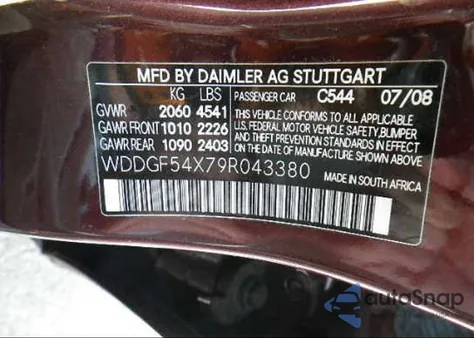 MFD BY DAIMLER AG STUTTGART
KG LBS PASSENGER CAR C544 07/08
GVWR 2060 4541 THIS VEHICLE CONFORMS TO ALL APPLICABLE
GAWR FRONT 1010 2226 U.S. FEDERAL MOTOR VEHICLE SAFETY, BUMPER
GAWR REAR 1090 2403 AND THEFT PREVENTION STANDARDS IN EFFECT ON THE DATE OF MANUFACTURE SHOWN ABOVE.
WDDGF54X79R043380 MADE IN SOUTH AFRICA
autoSnap